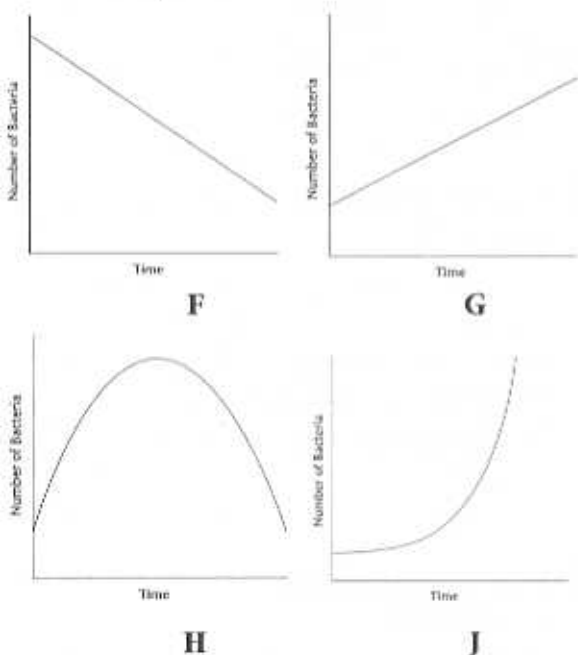 Number of Bacteria
Time
F
Number of Bacteria
Time
G
Number of Bacteria
Time
H
Number of Bacteria
Time
J